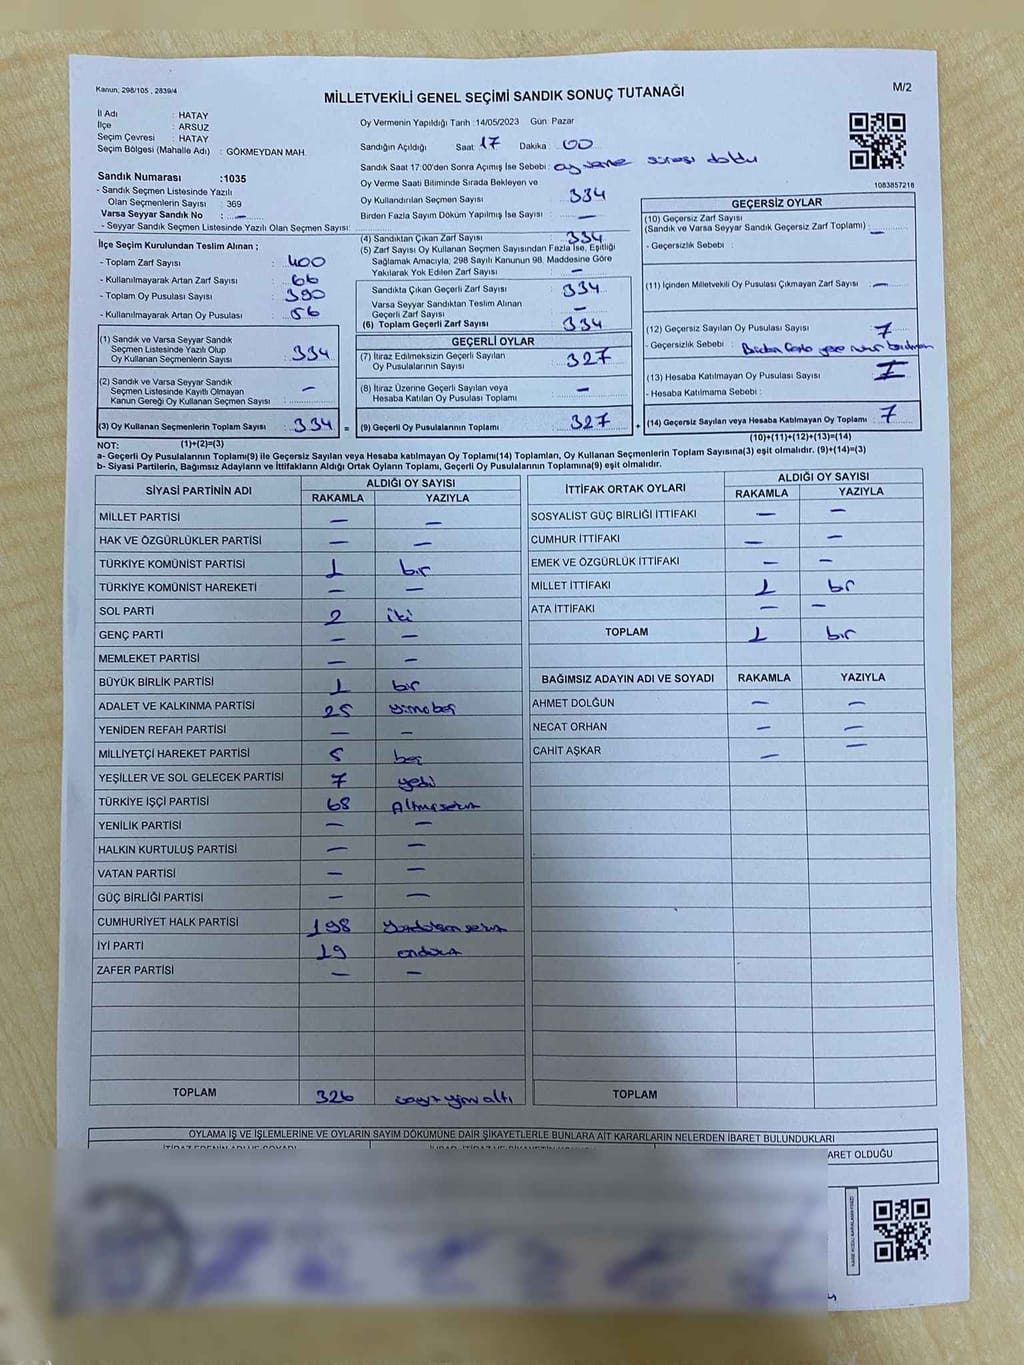 Kanun, 298/105 , 2839/4
MİLLETVEKİLİ GENEL SEÇİMİ SANDIK SONUÇ TUTANAĞI
M/2
İl Adı : HATAY
İlçe : ARSUZ
Seçim Çevresi : HATAY
Seçim Bölgesi (Mahalle Adı) : GÖKMEYDAN MAH.
Sandık Numarası :1035
- Sandık Seçmen Listesinde Yazılı
Olan Seçmenlerin Sayısı : 369
Varsa Seyyar Sandık No : —
- Seyyar Sandık Seçmen Listesinde Yazılı Olan Seçmen Sayısı:
İlçe Seçim Kurulundan Teslim Alınan ;
- Toplam Zarf Sayısı : 400
- Kullanılmayarak Artan Zarf Sayısı : 66
- Toplam Oy Pusulası Sayısı : 390
- Kullanılmayarak Artan Oy Pusulası : 56
(1) Sandık ve Varsa Seyyar Sandık
Seçmen Listesinde Yazılı Olup
Oy Kullanan Seçmenlerin Sayısı : 334
(2) Sandık ve Varsa Seyyar Sandık
Seçmen Listesinde Kayıtlı Olmayan
Kanun Gereği Oy Kullanan Seçmen Sayısı : —
(3) Oy Kullanan Seçmenlerin Toplam Sayısı : 334 =
Oy Vermenin Yapıldığı Tarih : 14/05/2023 Gün : Pazar
Sandığın Açıldığı Saat : 17 Dakika : 00
Sandık Saat 17:00'den Sonra Açılmış İse Sebebi: oy verme süresi doldu
Oy Verme Saati Bitiminde Sırada Bekleyen ve
Oy Kullandırılan Seçmen Sayısı : 334
Birden Fazla Sayım Döküm Yapılmış İse Sayısı : —
(4) Sandıktan Çıkan Zarf Sayısı : 334
(5) Zarf Sayısı Oy Kullanan Seçmen Sayısından Fazla İse, Eşitliği
Sağlamak Amacıyla, 298 Sayılı Kanunun 98. Maddesine Göre
Yakılarak Yok Edilen Zarf Sayısı : —
Sandıkta Çıkan Geçerli Zarf Sayısı : 334
Varsa Seyyar Sandıktan Teslim Alınan
Geçerli Zarf Sayısı : —
(6) Toplam Geçerli Zarf Sayısı : 334
GEÇERLİ OYLAR
(7) İtiraz Edilmeksizin Geçerli Sayılan
Oy Pusulalarının Sayısı : 327
(8) İtiraz Üzerine Geçerli Sayılan veya
Hesaba Katılan Oy Pusulası Toplamı : —
(9) Geçerli Oy Pusulalarının Toplamı : 327 +
1083857218
GEÇERSİZ OYLAR
(10) Geçersiz Zarf Sayısı
(Sandık ve Varsa Seyyar Sandık Geçersiz Zarf Toplamı) : —
- Geçersizlik Sebebi :
(11) İçinden Milletvekili Oy Pusulası Çıkmayan Zarf Sayısı : —
(12) Geçersiz Sayılan Oy Pusulası Sayısı : 7
- Geçersizlik Sebebi : Birden fazla
(13) Hesaba Katılmayan Oy Pusulası Sayısı :
- Hesaba Katılmama Sebebi :
(14) Geçersiz Sayılan veya Hesaba Katılmayan Oy Toplamı : 7
(10)+(11)+(12)+(13)=(14)
NOT: (1)+(2)=(3)
a- Geçerli Oy Pusulalarının Toplamı(9) ile Geçersiz Sayılan veya Hesaba katılmayan Oy Toplamı(14) Toplamları, Oy Kullanan Seçmenlerin Toplam Sayısına(3) eşit olmalıdır. (9)+(14)=(3)
b- Siyasi Partilerin, Bağımsız Adayların ve İttifakların Aldığı Ortak Oyların Toplamı, Geçerli Oy Pusulalarının Toplamına(9) eşit olmalıdır.
SİYASİ PARTİNİN ADI ALDIĞI OY SAYISI
RAKAMLA YAZIYLA
MİLLET PARTİSİ — —
HAK VE ÖZGÜRLÜKLER PARTİSİ — —
TÜRKİYE KOMÜNİST PARTİSİ 1 bir
TÜRKİYE KOMÜNİST HAREKETİ — —
SOL PARTİ 2 iki
GENÇ PARTİ — —
MEMLEKET PARTİSİ — —
BÜYÜK BİRLİK PARTİSİ 1 bir
ADALET VE KALKINMA PARTİSİ 25 yirmibeş
YENİDEN REFAH PARTİSİ — —
MİLLİYETÇİ HAREKET PARTİSİ 5 beş
YEŞİLLER VE SOL GELECEK PARTİSİ 7 yedi
TÜRKİYE İŞÇİ PARTİSİ 68 Altmışsekiz
YENİLİK PARTİSİ — —
HALKIN KURTULUŞ PARTİSİ — —
VATAN PARTİSİ — —
GÜÇ BİRLİĞİ PARTİSİ — —
CUMHURİYET HALK PARTİSİ 198 yüzdoksan sekiz
İYİ PARTİ 19 ondokuz
ZAFER PARTİSİ — —
TOPLAM 326 üçyüz yirmi altı
İTTİFAK ORTAK OYLARI ALDIĞI OY SAYISI
RAKAMLA YAZIYLA
SOSYALİST GÜÇ BİRLİĞİ İTTİFAKI — —
CUMHUR İTTİFAKI — —
EMEK VE ÖZGÜRLÜK İTTİFAKI — —
MİLLET İTTİFAKI 1 bir
ATA İTTİFAKI — —
TOPLAM 1 bir
BAĞIMSIZ ADAYIN ADI VE SOYADI RAKAMLA YAZIYLA
AHMET DOLĞUN — —
NECAT ORHAN — —
CAHİT AŞKAR — —
TOPLAM
OYLAMA İŞ VE İŞLEMLERİNE VE OYLARIN SAYIM DÖKÜMÜNE DAİR ŞİKAYETLERLE BUNLARA AİT KARARLARIN NELERDEN İBARET BULUNDUKLARI
ARET OLDUĞU